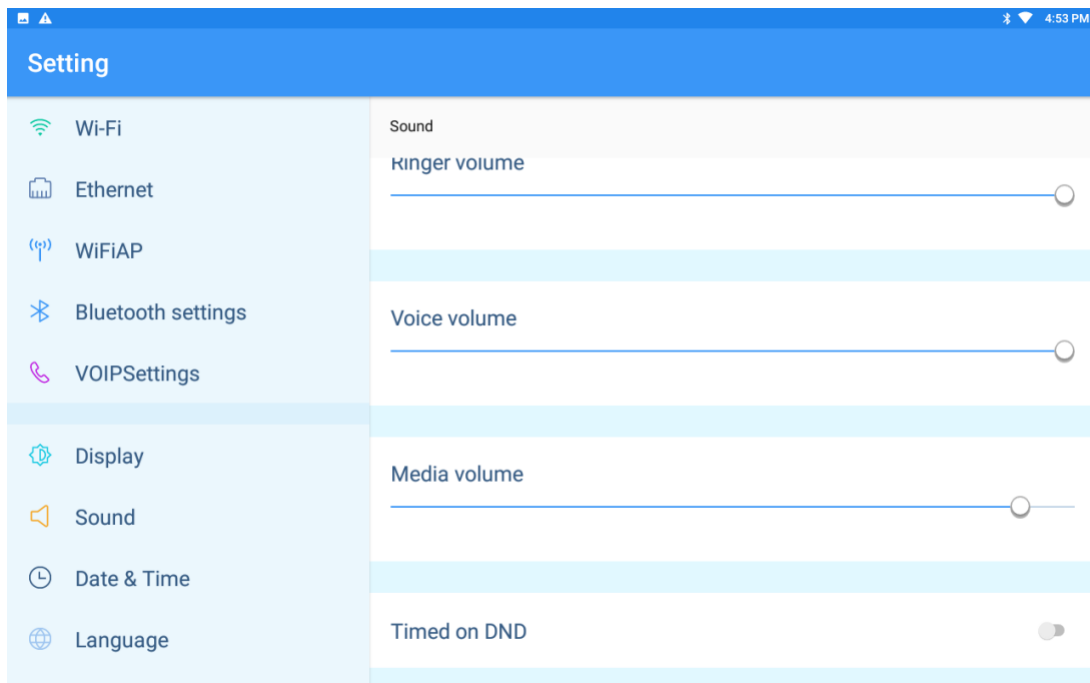 4:53 PM
Setting
Wi-Fi
Ethernet
WiFiAP
Bluetooth settings
VOIPSettings
Display
Sound
Date & Time
Language
Sound
Ringer volume
Voice volume
Media volume
Timed on DND